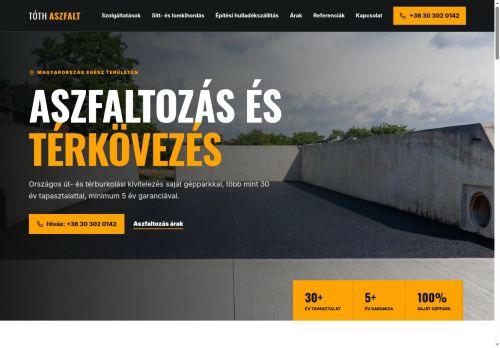 TÓTH ASZFALT
Szolgáltatások Sitt- és lomkihordás Építési hulladékszállítás Árak Referenciák Kapcsolat +36 30 302 0142
MAGYARORSZÁG EGÉSZ TERÜLETÉN
ASZFALTOZÁS ÉS
TÉRKÖVEZÉS
Országos út- és térburkolási kivitelezés saját gépparkkal, több mint 30
év tapasztalattal, minimum 5 év garanciával.
Hívás: +36 30 302 0142 Aszfaltozás árak
30+ 5+ 100%
ÉV TAPASZTALAT ÉV GARANCIA SAJÁT GÉPPARK